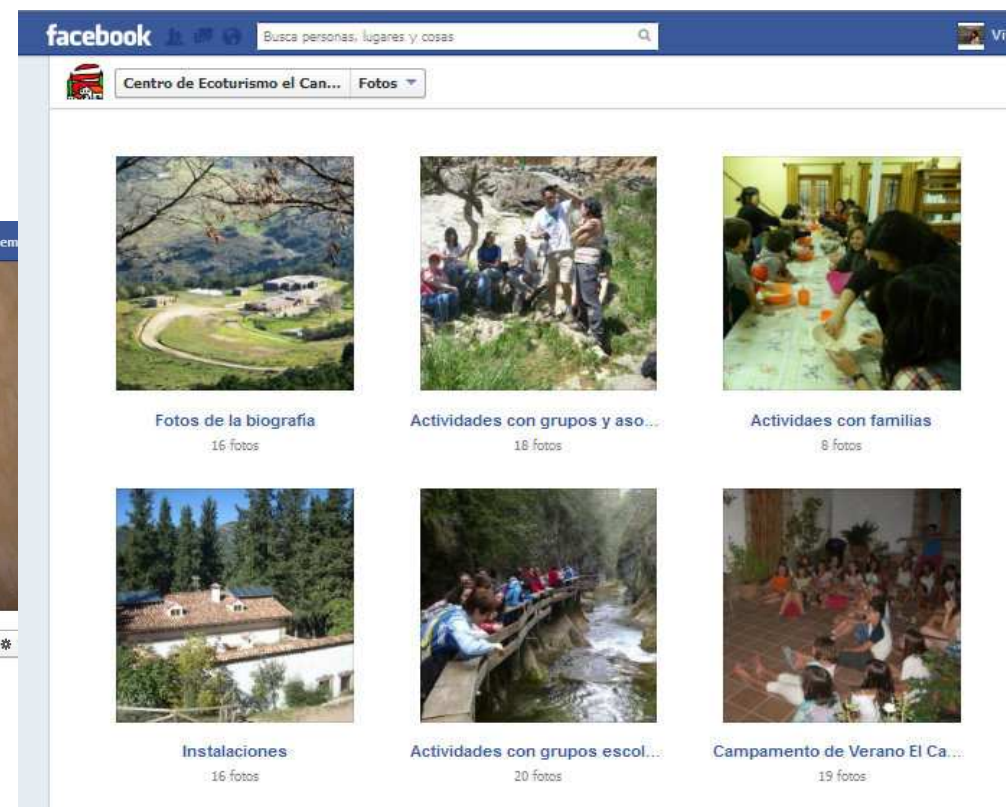 facebook
Busca personas, lugares y cosas
Vi
Centro de Ecoturismo el Can... Fotos
em
Fotos de la biografía
16 fotos
Actividades con grupos y aso...
18 fotos
Actividaes con familias
8 fotos
Instalaciones
16 fotos
Actividades con grupos escol...
20 fotos
Campamento de Verano El Ca...
19 fotos